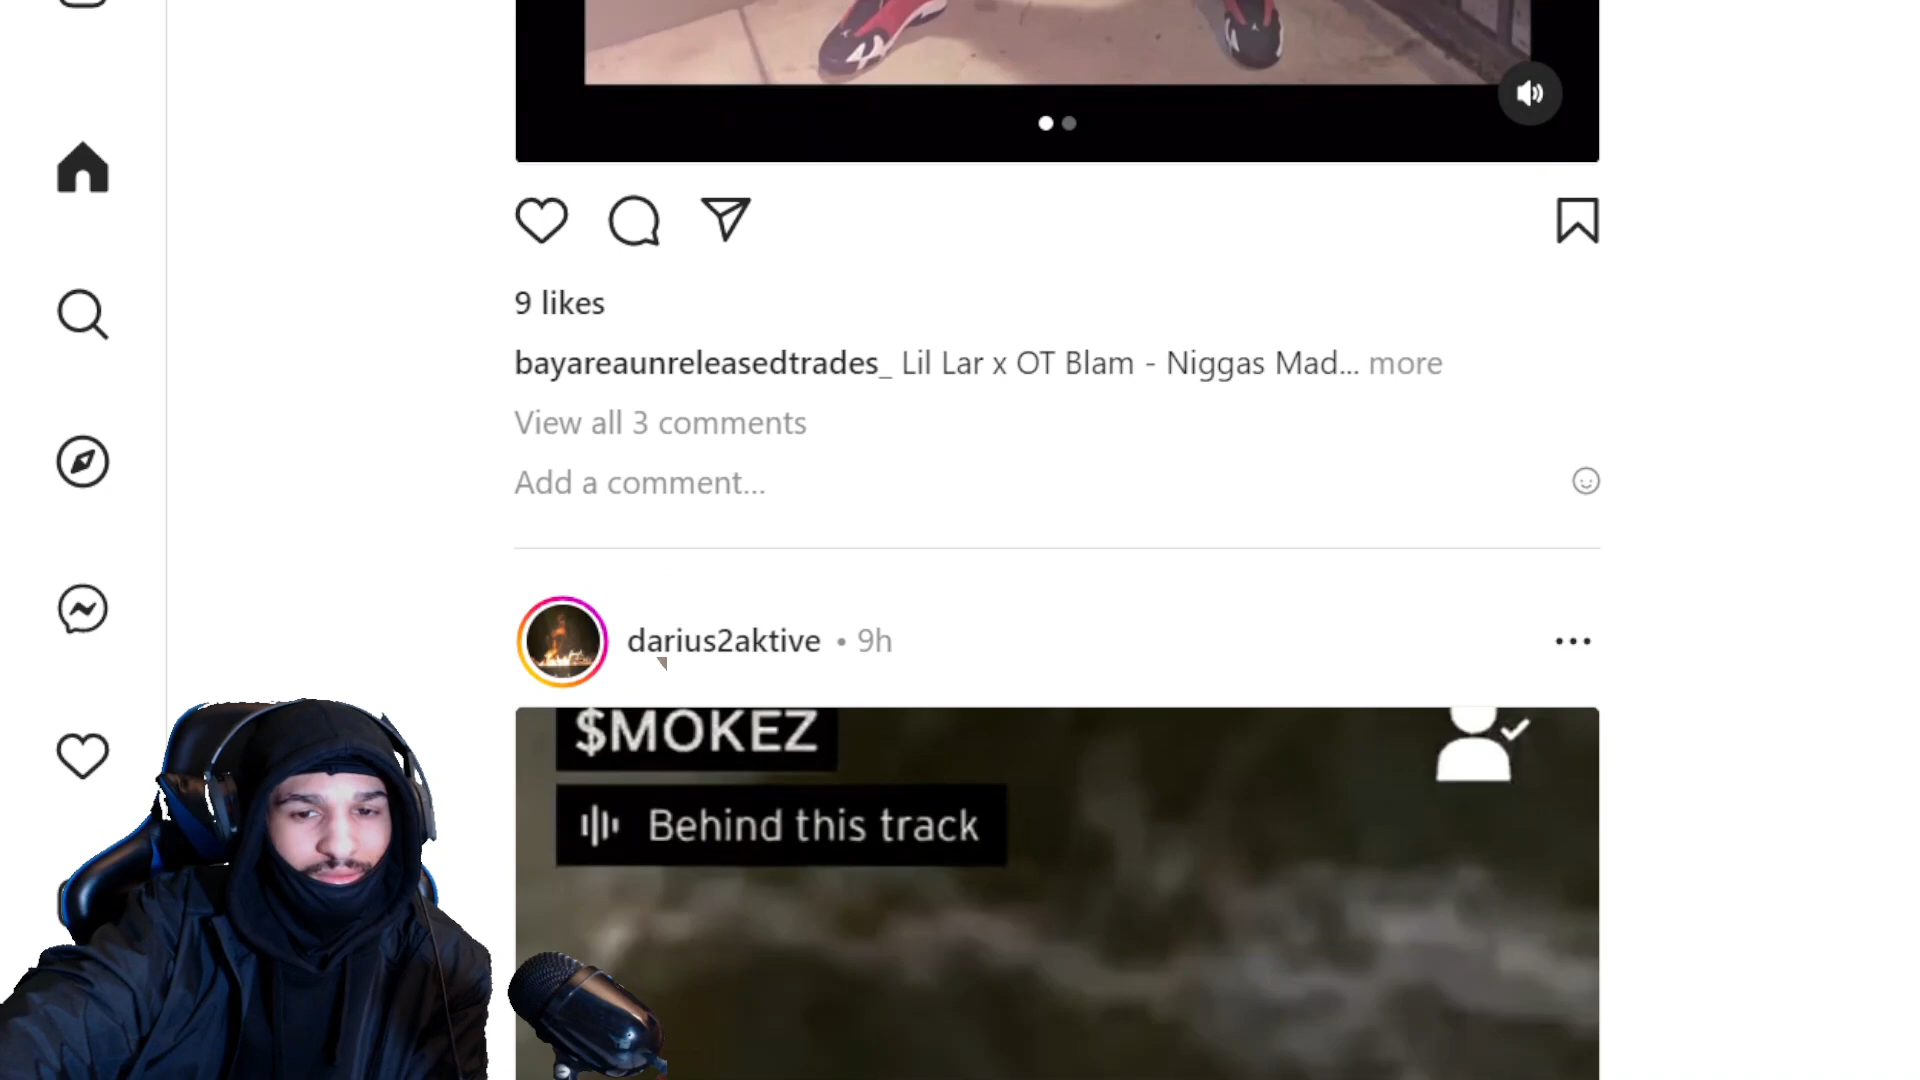 9 likes
bayareaunreleasedtrades_ Lil Lar x OT Blam - Niggas Mad... more
View all 3 comments
Add a comment...
darius2aktive • 9h
$MOKEZ
Behind this track